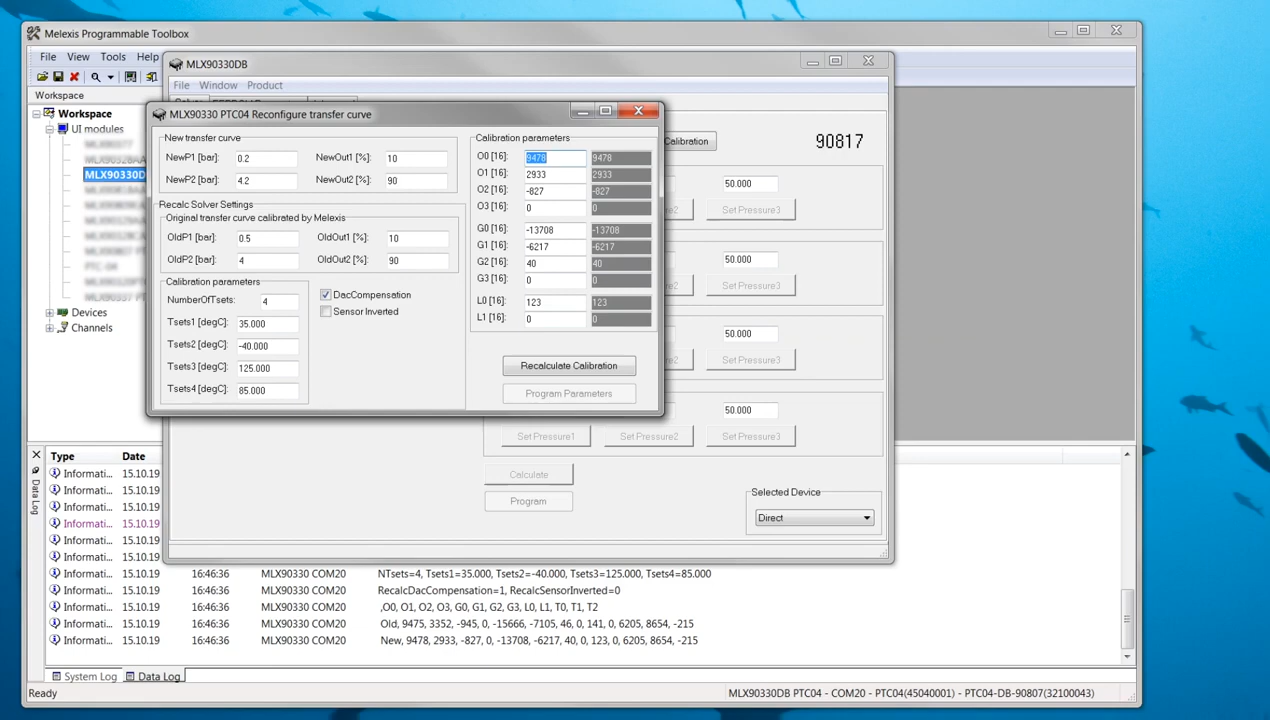 Melexis Programmable Toolbox
File View Tools Help
Workspace
Workspace
UI modules
MLX90330D
Devices
Channels
MLX90330DB
File Window Product
Calibration
90817
50.000
Set Pressure3
50.000
Set Pressure3
50.000
Set Pressure3
50.000
Set Pressure1 Set Pressure2 Set Pressure3
Calculate
Program
Selected Device
Direct
MLX90330 PTC04 Reconfigure transfer curve
New transfer curve
NewP1 [bar]: 0.2 NewOut1 [%]: 10
NewP2 [bar]: 4.2 NewOut2 [%]: 90
Recalc Solver Settings
Original transfer curve calibrated by Melexis
OldP1 [bar]: 0.5 OldOut1 [%]: 10
OldP2 [bar]: 4 OldOut2 [%]: 90
Calibration parameters
NumberOfTsets: 4
Tsets1 [degC]: 35.000
Tsets2 [degC]: -40.000
Tsets3 [degC]: 125.000
Tsets4 [degC]: 85.000
DacCompensation
Sensor Inverted
Calibration parameters
O0 [16]: 9478 9478
O1 [16]: 2933 2933
O2 [16]: -827 -827
O3 [16]: 0 0
G0 [16]: -13708 -13708
G1 [16]: -6217 -6217
G2 [16]: 40 40
G3 [16]: 0 0
L0 [16]: 123 123
L1 [16]: 0 0
Recalculate Calibration
Program Parameters
Data Log
Type Date
Informati... 15.10.19
Informati... 15.10.19
Informati... 15.10.19
Informati... 15.10.19
Informati... 15.10.19
Informati... 15.10.19
Informati... 15.10.19 16:46:36 MLX90330 COM20 NTsets=4, Tsets1=35.000, Tsets2=-40.000, Tsets3=125.000, Tsets4=85.000
Informati... 15.10.19 16:46:36 MLX90330 COM20 RecalcDacCompensation=1, RecalcSensorInverted=0
Informati... 15.10.19 16:46:36 MLX90330 COM20 ,O0, O1, O2, O3, G0, G1, G2, G3, L0, L1, T0, T1, T2
Informati... 15.10.19 16:46:36 MLX90330 COM20 Old, 9475, 3352, -945, 0, -15666, -7105, 46, 0, 141, 0, 6205, 8654, -215
Informati... 15.10.19 16:46:36 MLX90330 COM20 New, 9478, 2933, -827, 0, -13708, -6217, 40, 0, 123, 0, 6205, 8654, -215
System Log Data Log
Ready MLX90330DB PTC04 - COM20 - PTC04(45040001) - PTC04-DB-90807(32100043)